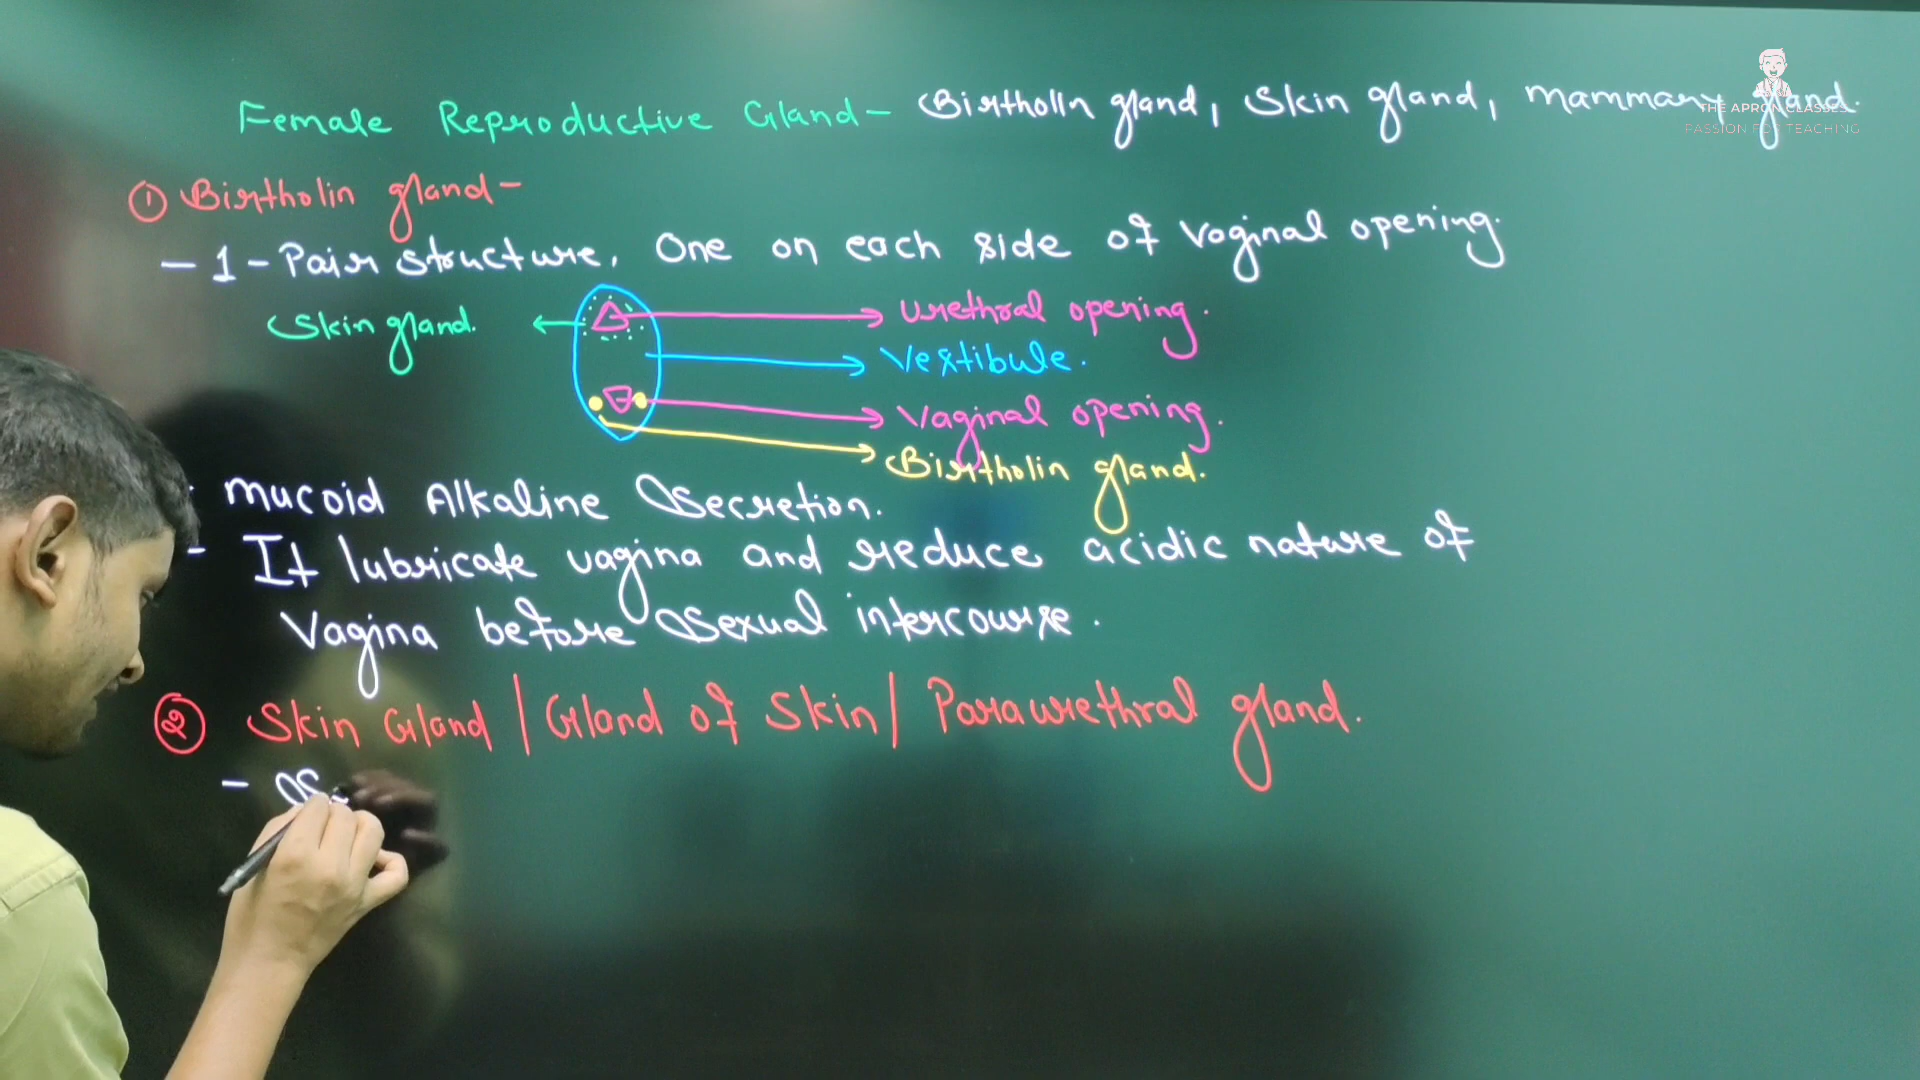 Female Reproductive Gland- Birtholin gland, Skin gland, mammary gland.
THE APRON CLASSES
PASSION FOR TEACHING
① Birtholin gland-
- 1-Pair structure, One on each side of vaginal opening.
Skin gland.
Urethral opening.
Vestibule.
Vaginal opening.
Birtholin gland.
mucoid Alkaline Secretion.
- It lubricate vagina and reduce acidic nature of
Vagina before Sexual intercourse.
② Skin Gland / Gland of Skin / Paraurethral gland.
- S